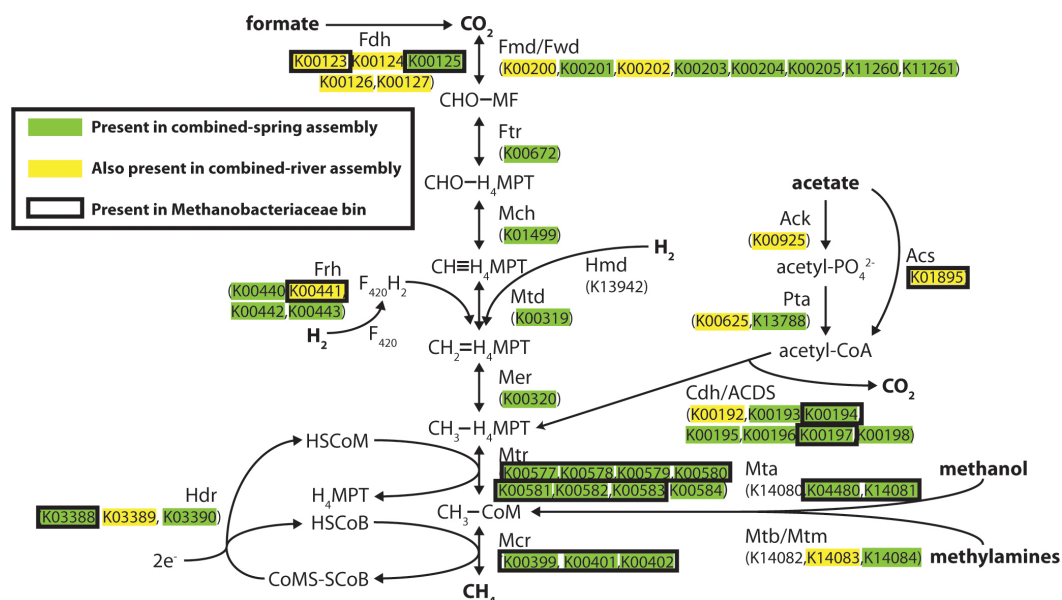 formate
CO2
Fdh
K00123 K00124 K00125
K00126,K00127)
Fmd/Fwd
(K00200,K00201,K00202,K00203,K00204,K00205,K11260,K11261)
CHO–MF
Present in combined-spring assembly
Also present in combined-river assembly
Present in Methanobacteriaceae bin
Ftr
(K00672)
CHO–H4MPT
Mch
(K01499)
acetate
Ack
(K00925)
Acs
K01895
acetyl-PO4 2-
Pta
(K00625,K13788)
acetyl-CoA
CO2
CH≡H4MPT
H2
Hmd
(K13942)
Frh
(K00440 K00441
K00442,K00443)
F420H2
H2
F420
Mtd
(K00319)
CH2=H4MPT
Mer
(K00320)
Cdh/ACDS
(K00192,K00193 K00194,
K00195,K00196 K00197 K00198)
CH3–H4MPT
HSCoM
Mtr
K00577,K00578,K00579,K00580
K00581,K00582,K00583 K00584)
Mta
(K14080,K04480,K14081
methanol
Hdr
K03388 K03389, K03390)
H4MPT
HSCoB
CH3–CoM
Mtb/Mtm
(K14082,K14083,K14084)
methylamines
2e-
Mcr
K00399, K00401,K00402
CoMS-SCoB
CH4